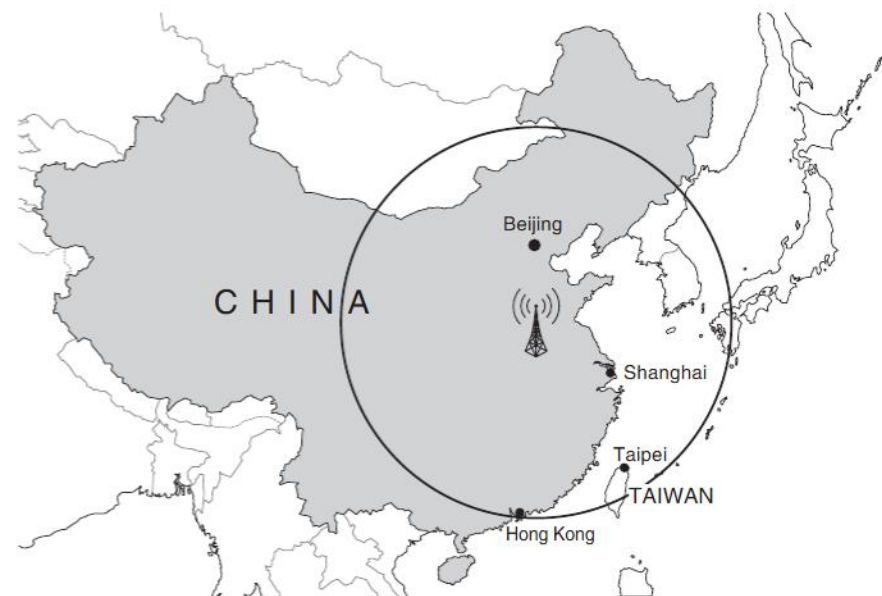 Beijing
CHINA
Shanghai
Taipei
TAIWAN
Hong Kong